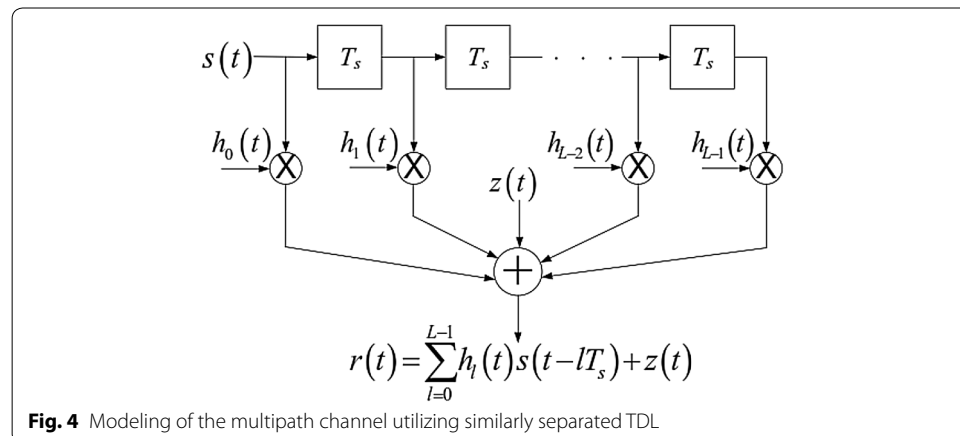 s(t) T_s T_s · · · T_s
h_0(t) X h_1(t) X h_{L-2}(t) X h_{L-1}(t) X
z(t)
+
r(t)=\sum_{l=0}^{L-1}h_l(t)s(t-lT_s)+z(t)
Fig. 4 Modeling of the multipath channel utilizing similarly separated TDL